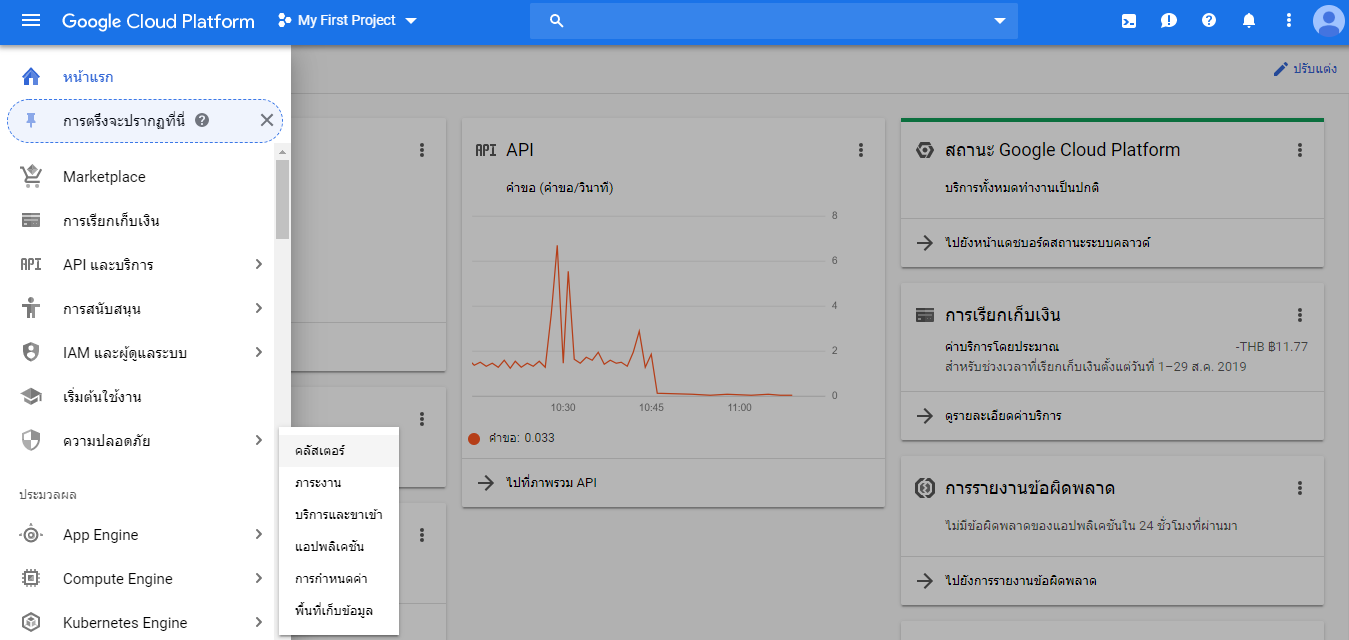 Google Cloud Platform
My First Project
หน้าแรก
การตรึงจะปรากฏที่นี่
Marketplace
การเรียกเก็บเงิน
API API และบริการ
การสนับสนุน
IAM และผู้ดูแลระบบ
เริ่มต้นใช้งาน
ความปลอดภัย
ประมวลผล
App Engine
Compute Engine
Kubernetes Engine
คลัสเตอร์
ภาระงาน
บริการและขาเข้า
แอปพลิเคชัน
การกำหนดค่า
พื้นที่เก็บข้อมูล
ปรับแต่ง
API API
คำขอ (คำขอ/วินาที)
8
6
4
2
0
10:30 10:45 11:00
คำขอ: 0.033
ไปที่ภาพรวม API
สถานะ Google Cloud Platform
บริการทั้งหมดทำงานเป็นปกติ
ไปยังหน้าแดชบอร์ดสถานะระบบคลาวด์
การเรียกเก็บเงิน
ค่าบริการโดยประมาณ -THB ฿11.77
สำหรับช่วงเวลาที่เรียกเก็บเงินตั้งแต่วันที่ 1–29 ส.ค. 2019
ดูรายละเอียดค่าบริการ
การรายงานข้อผิดพลาด
ไม่มีข้อผิดพลาดของแอปพลิเคชันใน 24 ชั่วโมงที่ผ่านมา
ไปยังการรายงานข้อผิดพลาด